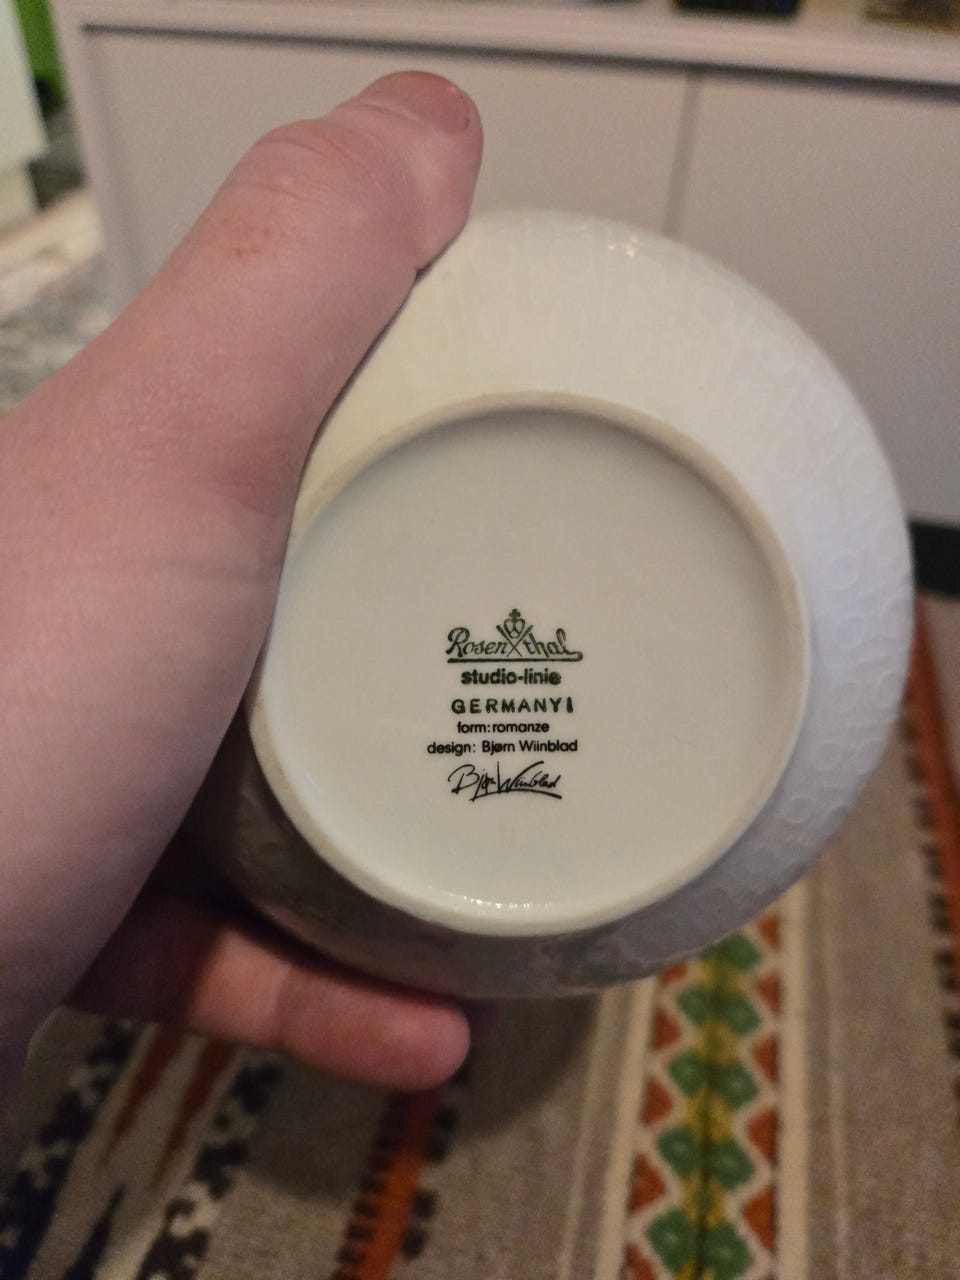 Rosenthal
studio-linie
GERMANY I
form: romanze
design: Bjørn Wiinblad
Bjørn Wiinblad